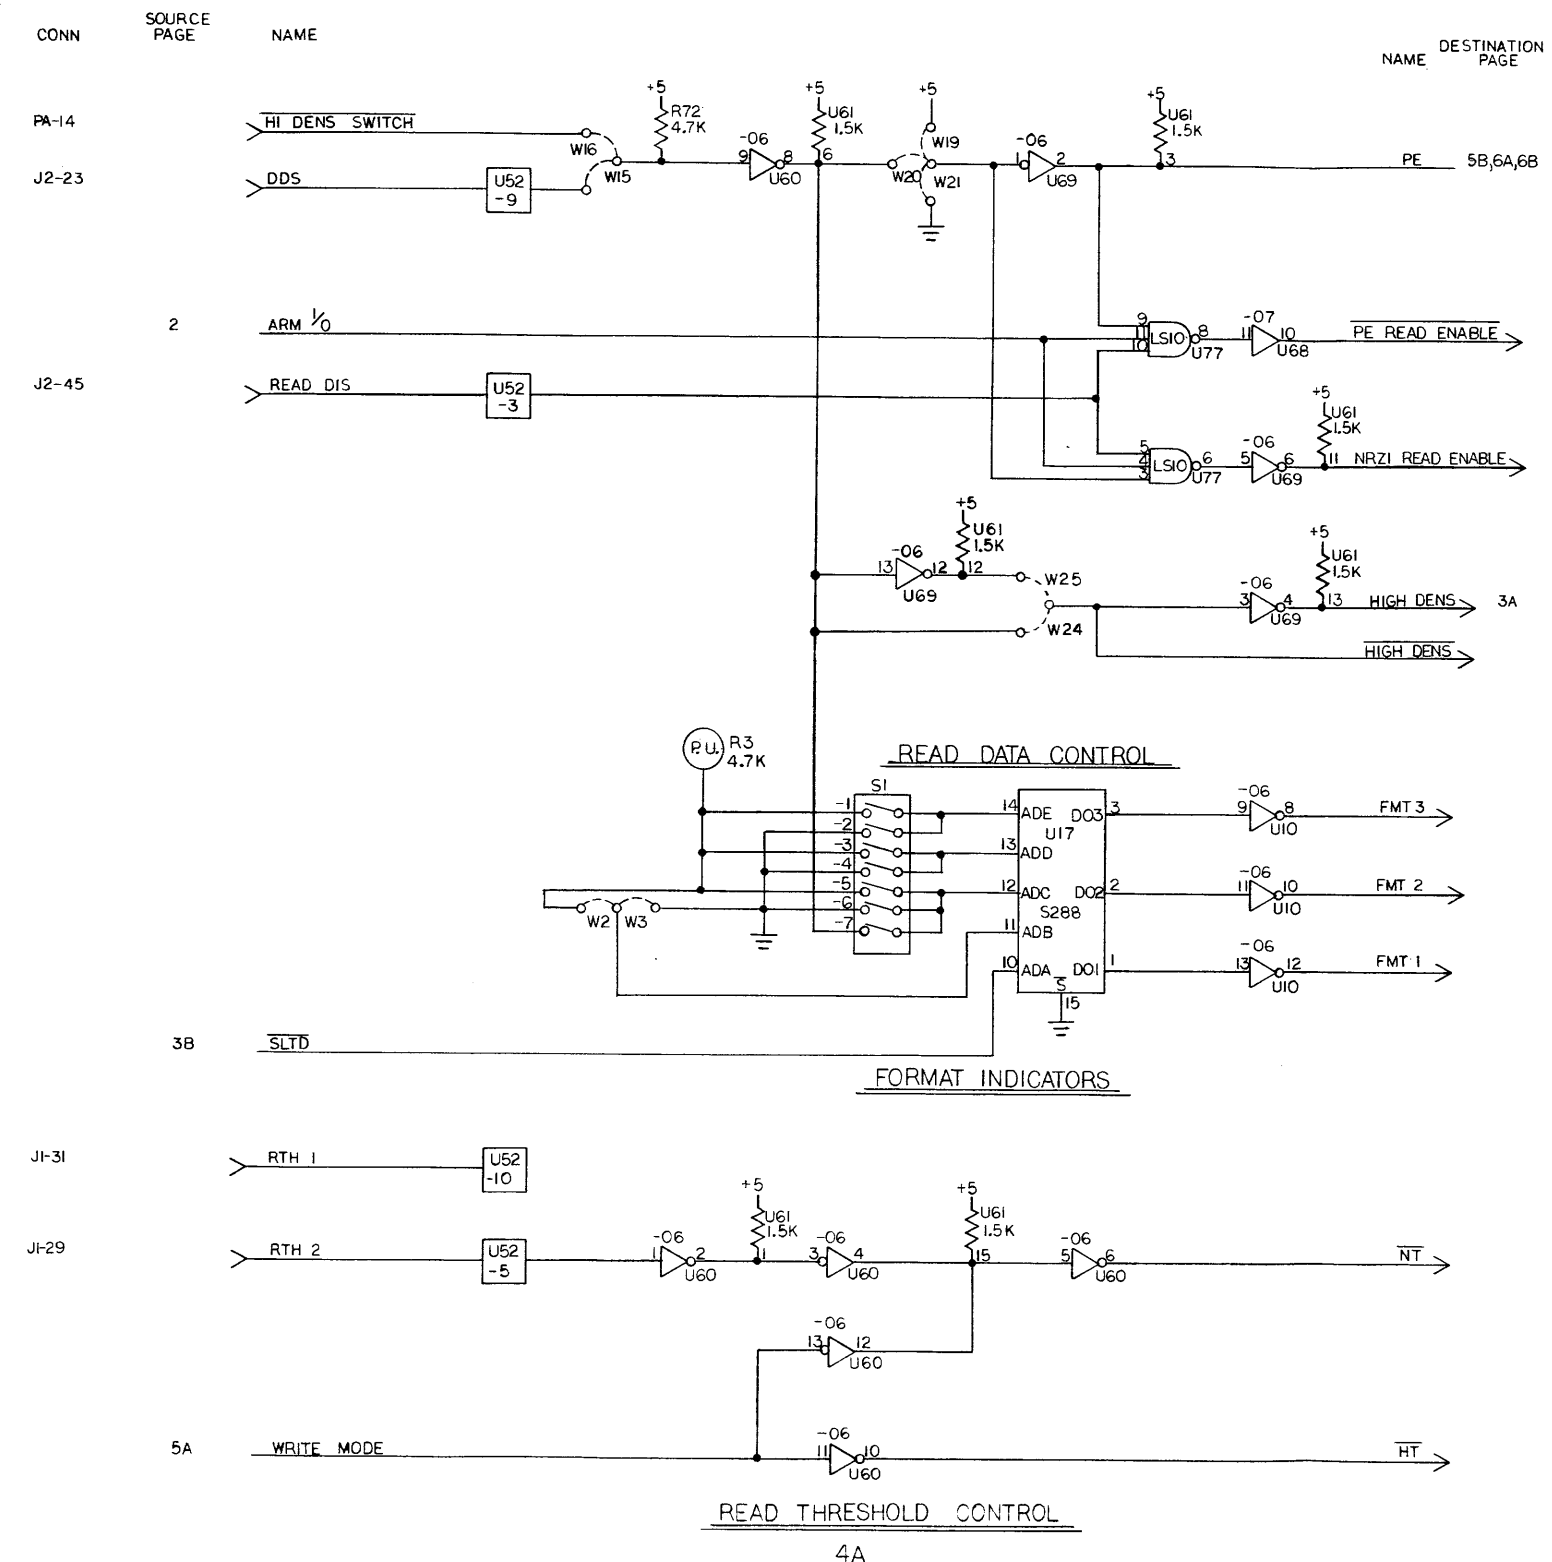 CONN
SOURCE
PAGE
NAME
NAME
DESTINATION
PAGE
+5
+5
+5
+5
PA-14
HI DENS SWITCH
R72
4.7K
U61
1.5K
U61
1.5K
W16
W15
-06
9
8
U60
6
W19
W20
W21
-06
1
2
U69
3
PE
5B,6A,6B
J2-23
DDS
U52
-9
2
ARM 1/0
9
11
10
LS10
8
U77
-07
11
10
U68
PE READ ENABLE
J2-45
READ DIS
U52
-3
+5
U61
1.5K
5
4
3
LS10
6
U77
-06
5
6
U69
11
NRZI READ ENABLE
+5
U61
1.5K
-06
13
12
U69
12
W25
W24
+5
U61
1.5K
-06
3
4
U69
13
HIGH DENS
3A
HIGH DENS
P.U.
R3
4.7K
READ DATA CONTROL
S1
-1
-2
-3
-4
-5
-6
-7
W2
W3
14
ADE
DO3
3
U17
13
ADD
12
ADC
DO2
2
S288
11
ADB
10
ADA
DO1
1
S
15
-06
9
8
U10
FMT 3
-06
11
10
U10
FMT 2
-06
13
12
U10
FMT 1
3B
SLTD
FORMAT INDICATORS
J1-31
RTH 1
U52
-10
+5
U61
1.5K
+5
U61
1.5K
J1-29
RTH 2
U52
-5
-06
1
2
U60
1
-06
3
4
U60
15
-06
5
6
U60
NT
-06
13
12
U60
5A
WRITE MODE
-06
11
10
U60
HT
READ THRESHOLD CONTROL
4A